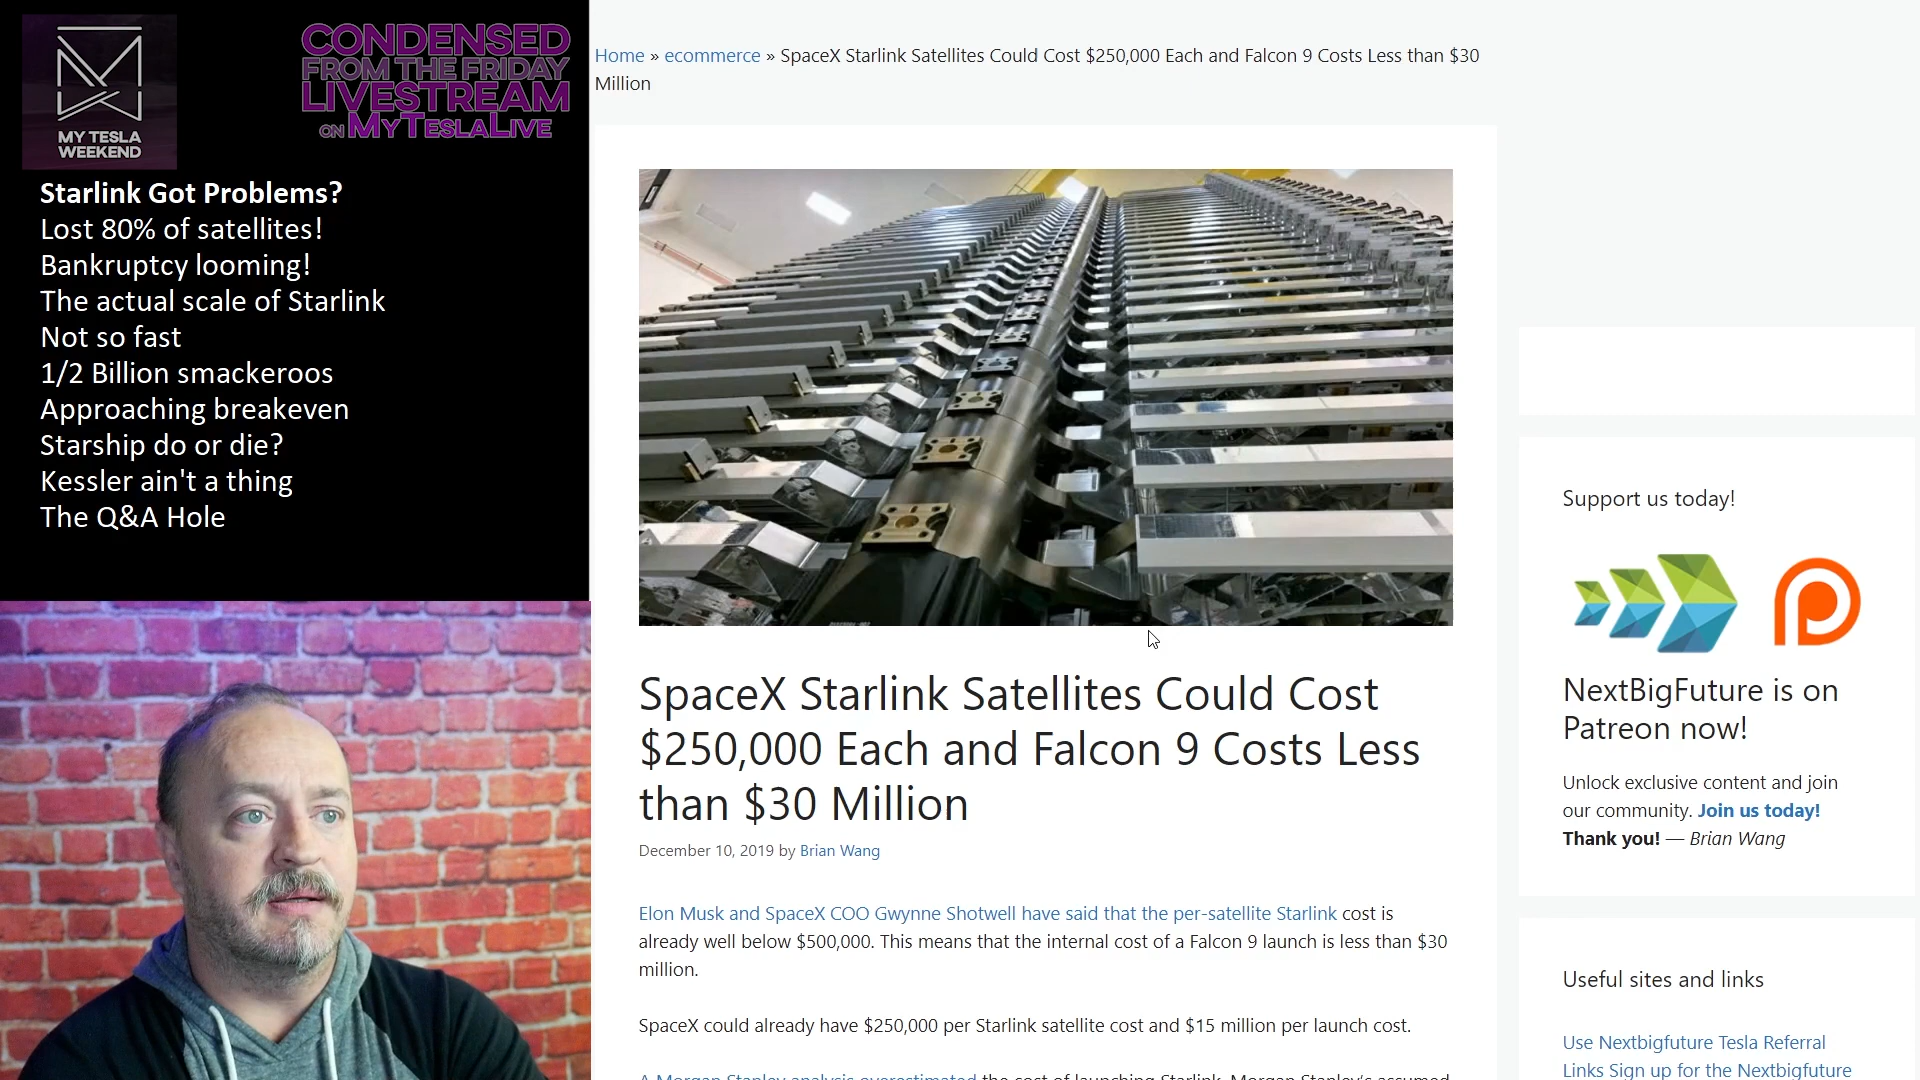 MY TESLA
WEEKEND
CONDENSED
FROM THE FRIDAY
LIVESTREAM
ON MYTESLALIVE
Starlink Got Problems?
Lost 80% of satellites!
Bankruptcy looming!
The actual scale of Starlink
Not so fast
1/2 Billion smackeroos
Approaching breakeven
Starship do or die?
Kessler ain't a thing
The Q&A Hole
Home » ecommerce » SpaceX Starlink Satellites Could Cost $250,000 Each and Falcon 9 Costs Less than $30
Million
SpaceX Starlink Satellites Could Cost
$250,000 Each and Falcon 9 Costs Less
than $30 Million
December 10, 2019 by Brian Wang
Elon Musk and SpaceX COO Gwynne Shotwell have said that the per-satellite Starlink cost is
already well below $500,000. This means that the internal cost of a Falcon 9 launch is less than $30
million.
SpaceX could already have $250,000 per Starlink satellite cost and $15 million per launch cost.
A Morgan Stanley analysis overestimated the cost of launching Starlink. Morgan Stanley's assumed
Support us today!
NextBigFuture is on
Patreon now!
Unlock exclusive content and join
our community. Join us today!
Thank you! — Brian Wang
Useful sites and links
Use Nextbigfuture Tesla Referral
Links Sign up for the Nextbigfuture